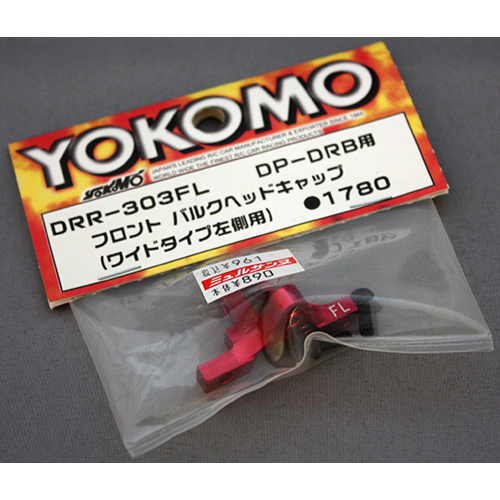 YOKOMO
YOKOMO
JAPAN'S LEADING R/C CAR MANUFACTURER & EXPORTER SINCE 1965
WORLD WIDE THE FINEST R/C CAR RACING PRODUCTS
DRR-303FL DP-DRB用
フロント バルクヘッドキャップ
(ワイドタイプ左側用) ●1780
税込¥961
ミュルサンヌ
本体¥890
FL